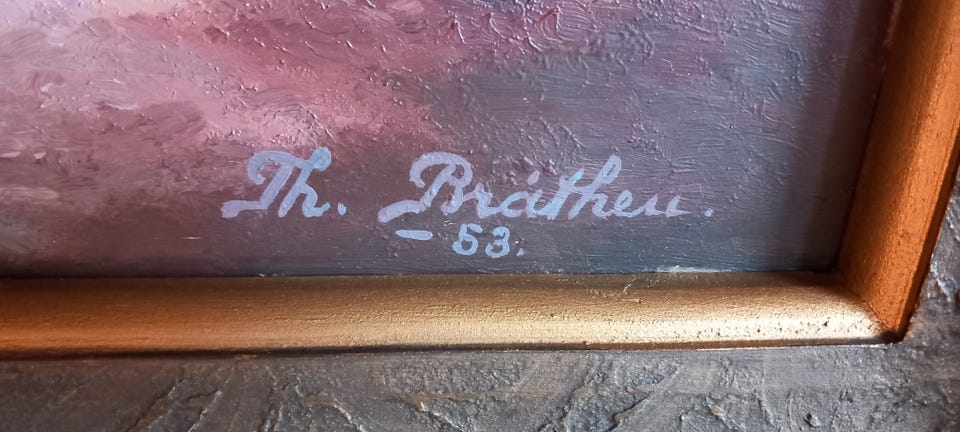 Th. Bråthen.
- 53.